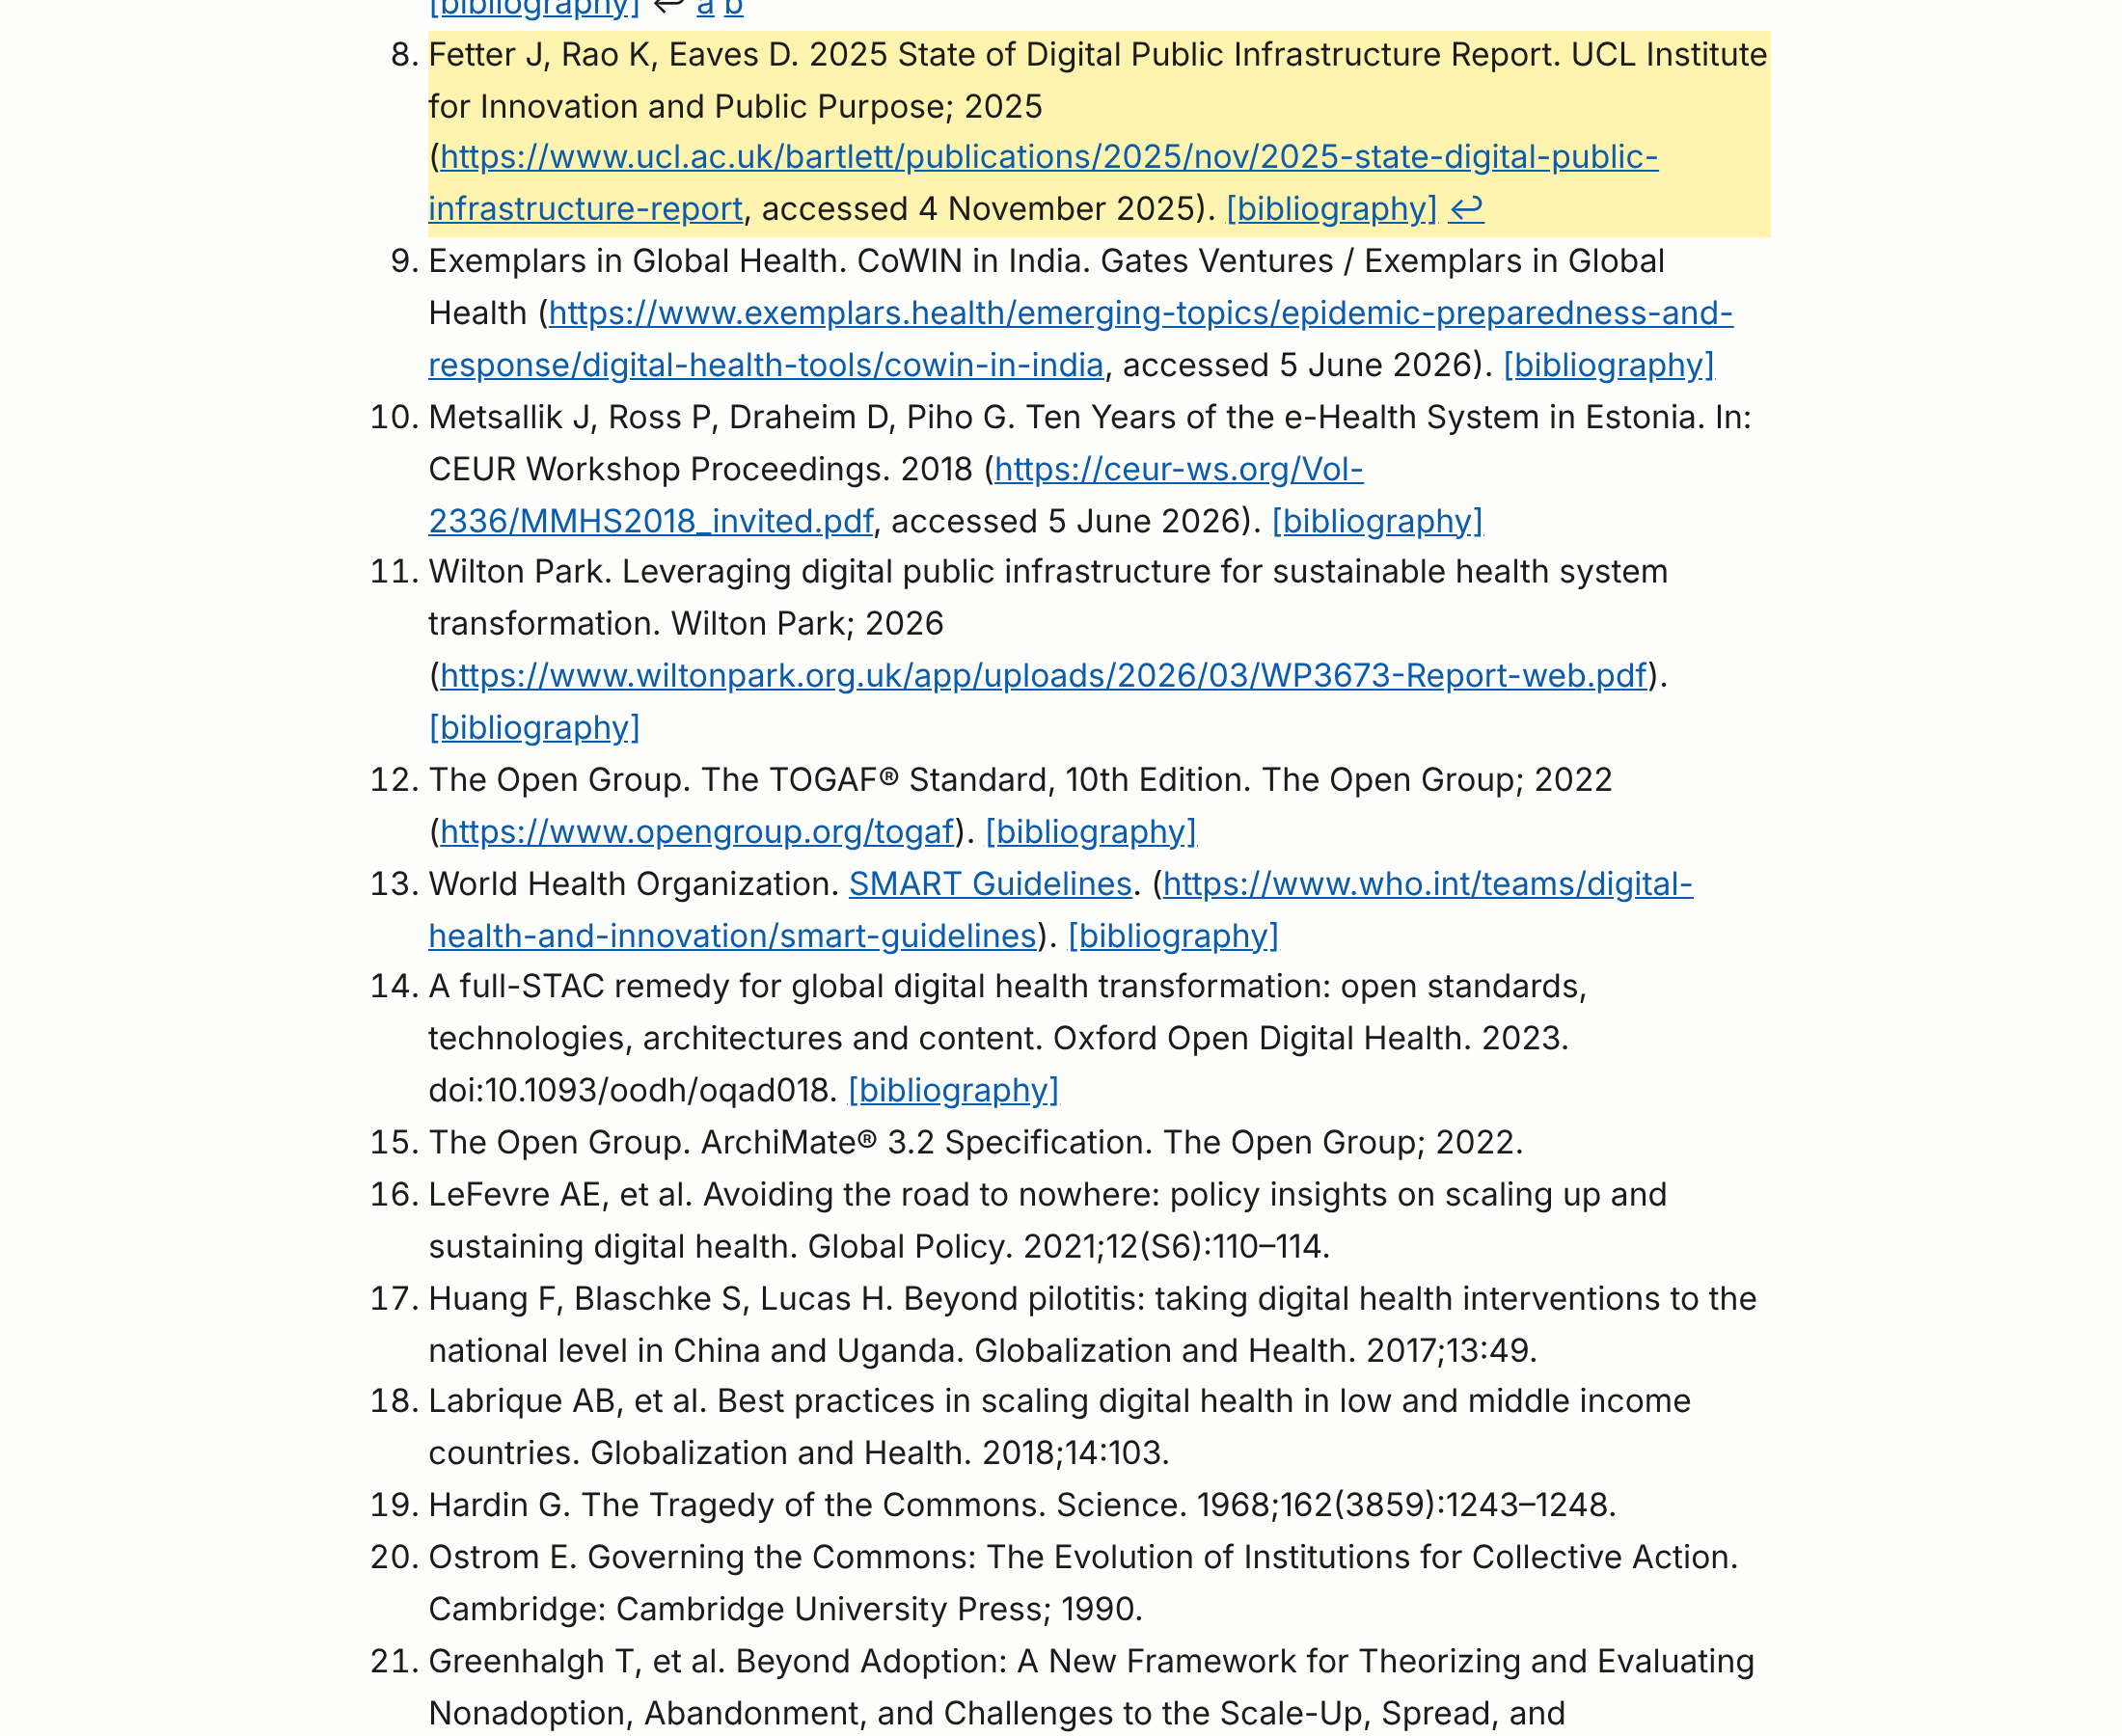 [bibliography] ↩ a b
8. Fetter J, Rao K, Eaves D. 2025 State of Digital Public Infrastructure Report. UCL Institute
for Innovation and Public Purpose; 2025
(https://www.ucl.ac.uk/bartlett/publications/2025/nov/2025-state-digital-public-
infrastructure-report, accessed 4 November 2025). [bibliography] ↩
9. Exemplars in Global Health. CoWIN in India. Gates Ventures / Exemplars in Global
Health (https://www.exemplars.health/emerging-topics/epidemic-preparedness-and-
response/digital-health-tools/cowin-in-india, accessed 5 June 2026). [bibliography]
10. Metsallik J, Ross P, Draheim D, Piho G. Ten Years of the e-Health System in Estonia. In:
CEUR Workshop Proceedings. 2018 (https://ceur-ws.org/Vol-
2336/MMHS2018_invited.pdf, accessed 5 June 2026). [bibliography]
11. Wilton Park. Leveraging digital public infrastructure for sustainable health system
transformation. Wilton Park; 2026
(https://www.wiltonpark.org.uk/app/uploads/2026/03/WP3673-Report-web.pdf).
[bibliography]
12. The Open Group. The TOGAF® Standard, 10th Edition. The Open Group; 2022
(https://www.opengroup.org/togaf). [bibliography]
13. World Health Organization. SMART Guidelines. (https://www.who.int/teams/digital-
health-and-innovation/smart-guidelines). [bibliography]
14. A full-STAC remedy for global digital health transformation: open standards,
technologies, architectures and content. Oxford Open Digital Health. 2023.
doi:10.1093/oodh/oqad018. [bibliography]
15. The Open Group. ArchiMate® 3.2 Specification. The Open Group; 2022.
16. LeFevre AE, et al. Avoiding the road to nowhere: policy insights on scaling up and
sustaining digital health. Global Policy. 2021;12(S6):110–114.
17. Huang F, Blaschke S, Lucas H. Beyond pilotitis: taking digital health interventions to the
national level in China and Uganda. Globalization and Health. 2017;13:49.
18. Labrique AB, et al. Best practices in scaling digital health in low and middle income
countries. Globalization and Health. 2018;14:103.
19. Hardin G. The Tragedy of the Commons. Science. 1968;162(3859):1243–1248.
20. Ostrom E. Governing the Commons: The Evolution of Institutions for Collective Action.
Cambridge: Cambridge University Press; 1990.
21. Greenhalgh T, et al. Beyond Adoption: A New Framework for Theorizing and Evaluating
Nonadoption, Abandonment, and Challenges to the Scale-Up, Spread, and